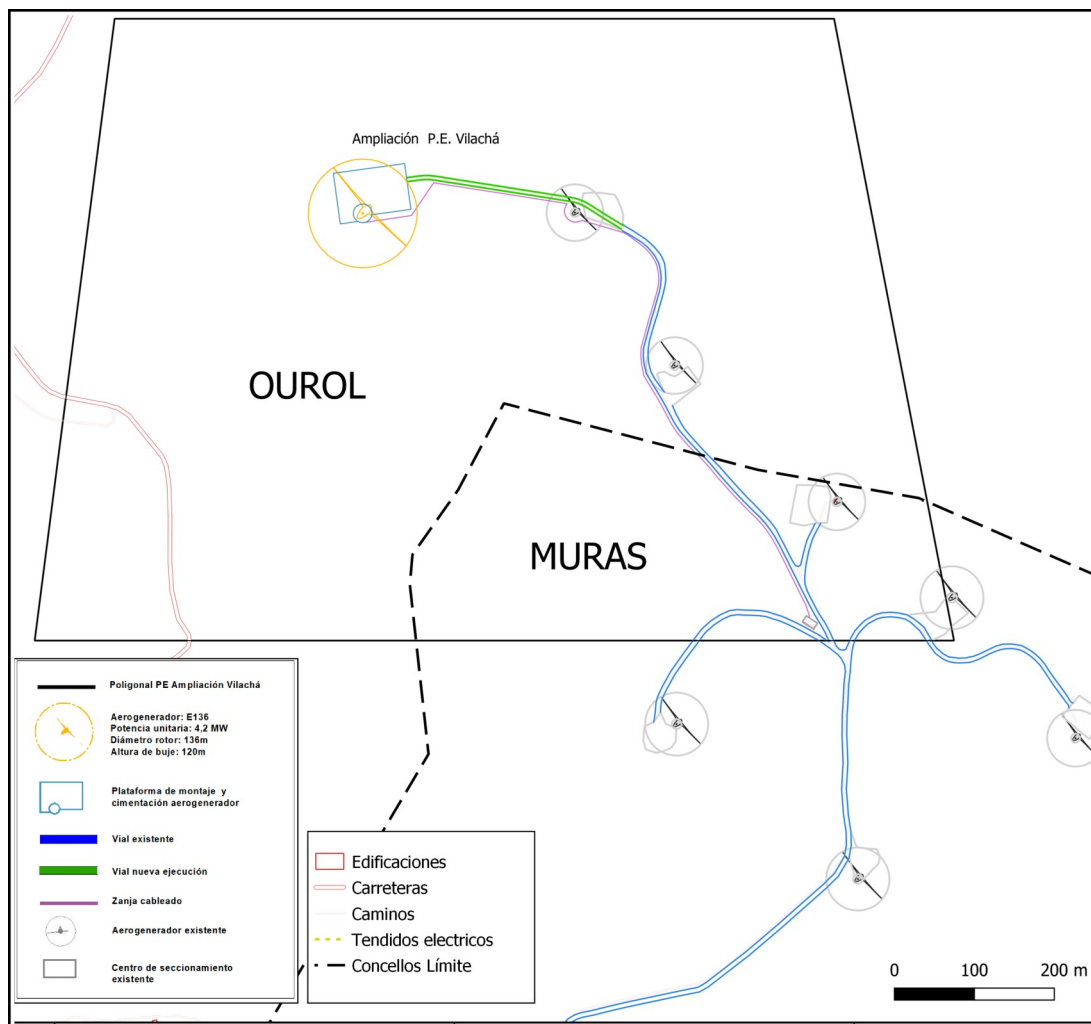 Ampliación P.E. Vilachá
OUROL
MURAS
Poligonal PE Ampliación Vilachá
Aerogenerador: E136
Potencia unitaria: 4,2 MW
Diámetro rotor: 136m
Altura de buje: 120m
Plataforma de montaje y
cimentación aerogenerador
Vial existente
Vial nueva ejecución
Zanja cableado
Aerogenerador existente
Centro de seccionamiento
existente
Edificaciones
Carreteras
Caminos
Tendidos electricos
Concellos Límite
0 100 200 m